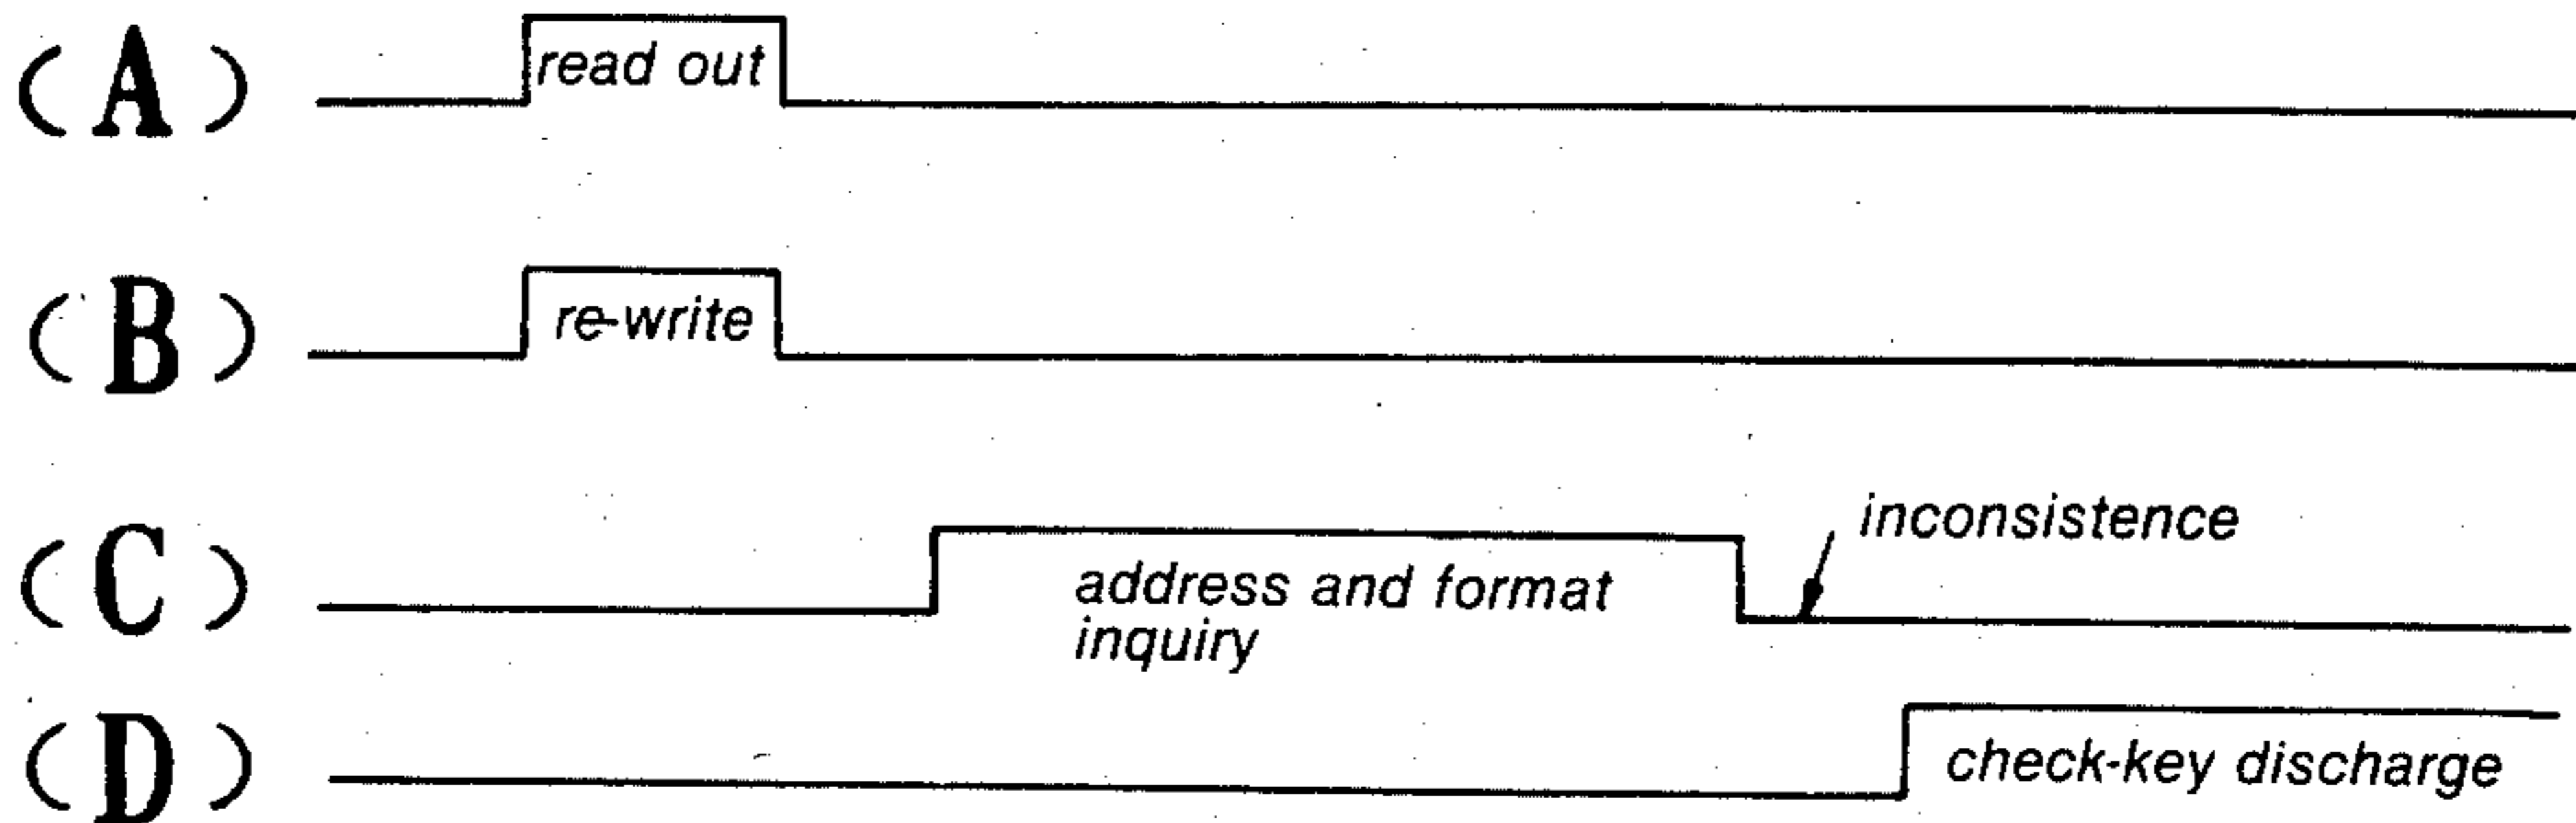 (A) read out
(B) re-write
(C) address and format
inquiry
inconsistence
(D) check-key discharge